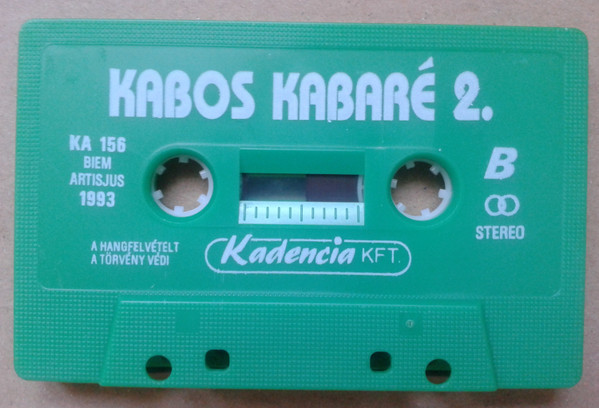 KABOS KABARÉ 2.
KA 156
BIEM
ARTISJUS
1993
B
STEREO
A HANGFELVÉTELT
A TÖRVÉNY VÉDI
Kadencia KFT.